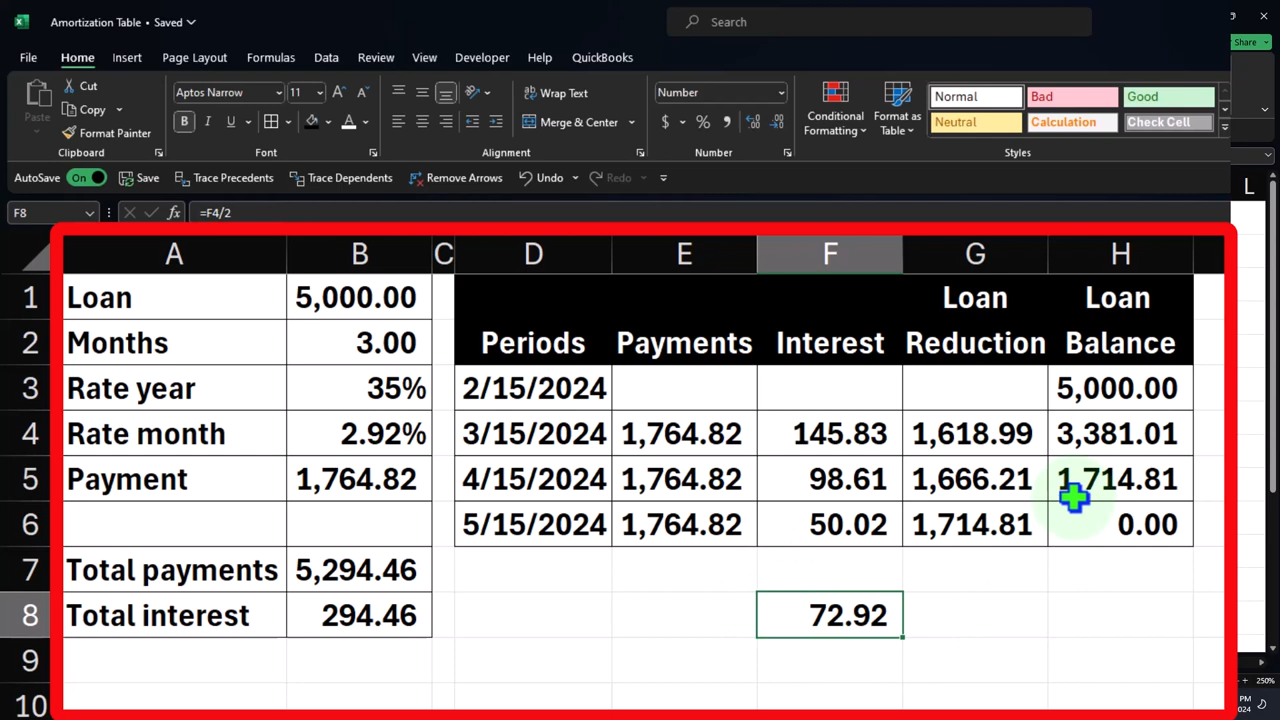 Amortization Table • Saved
Search
File Home Insert Page Layout Formulas Data Review View Developer Help QuickBooks
Share
Paste
Cut
Copy
Format Painter
Clipboard
Aptos Narrow 11
B I U A
Font
Wrap Text
Merge & Center
Alignment
Number
$ %
Number
Conditional Formatting
Format as Table
Normal Bad Good
Neutral Calculation Check Cell
Styles
AutoSave On Save Trace Precedents Trace Dependents Remove Arrows Undo Redo
F8 fx =F4/2
A B C D E F G H L
1 Loan 5,000.00 Loan Loan
2 Months 3.00 Periods Payments Interest Reduction Balance
3 Rate year 35% 2/15/2024 5,000.00
4 Rate month 2.92% 3/15/2024 1,764.82 145.83 1,618.99 3,381.01
5 Payment 1,764.82 4/15/2024 1,764.82 98.61 1,666.21 1,714.81
6 5/15/2024 1,764.82 50.02 1,714.81 0.00
7 Total payments 5,294.46
8 Total interest 294.46 72.92
9
10
250%
PM